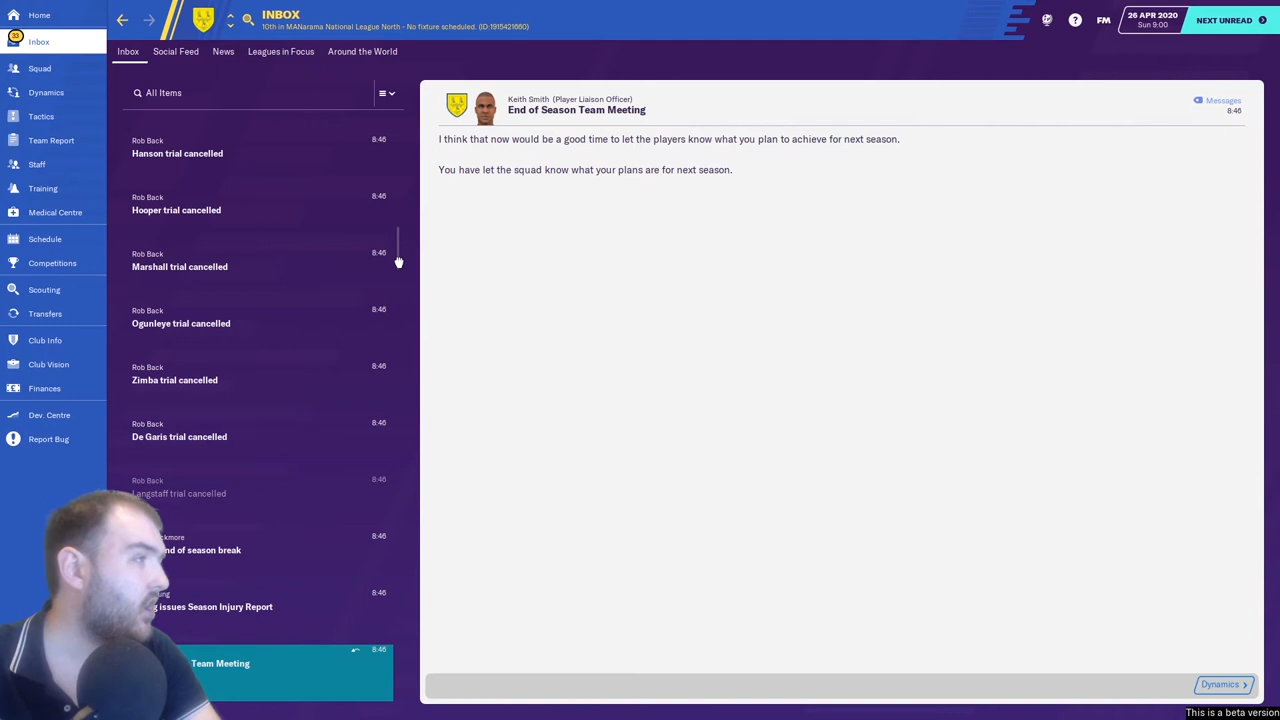 Home
33
Inbox
Squad
Dynamics
Tactics
Team Report
Staff
Training
Medical Centre
Schedule
Competitions
Scouting
Transfers
Club Info
Club Vision
Finances
Dev. Centre
Report Bug
INBOX
10th in MANarama National League North - No fixture scheduled. (ID:1915421660)
FM
26 APR 2020
Sun 9:00
NEXT UNREAD
Inbox Social Feed News Leagues in Focus Around the World
All Items
Rob Back 8:46
Hanson trial cancelled
Rob Back 8:46
Hooper trial cancelled
Rob Back 8:46
Marshall trial cancelled
Rob Back 8:46
Ogunleye trial cancelled
Rob Back 8:46
Zimba trial cancelled
Rob Back 8:46
De Garis trial cancelled
Rob Back 8:46
Langstaff trial cancelled
8:46
end of season break
8:46
issues Season Injury Report
8:46
Team Meeting
Keith Smith (Player Liaison Officer)
End of Season Team Meeting
Messages
8:46
I think that now would be a good time to let the players know what you plan to achieve for next season.
You have let the squad know what your plans are for next season.
Dynamics
This is a beta version